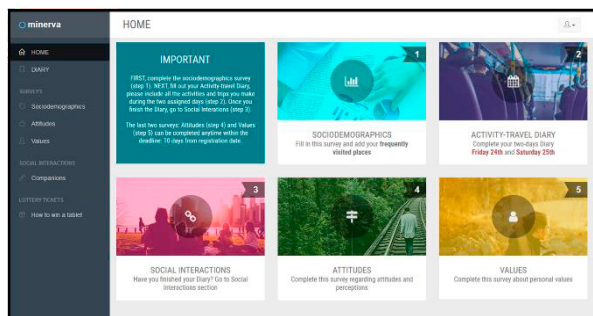 minerva
HOME
HOME
DIARY
SURVEYS
Sociodemographics
Attitudes
Values
SOCIAL INTERACTIONS
Companions
LOTTERY TICKETS
How to win a tablet
IMPORTANT
FIRST, complete the sociodemographics survey
(step 1). NEXT, fill out your Activity-travel Diary,
please include all the activities and trips you make
during the two assigned days (step 2). Once you
finish the Diary, go to Social Interations (step 3).
The last two surveys: Attitudes (step 4) and Values
(step 5) can be completed anytime within the
deadline: 10 days from registration date.
1
SOCIODEMOGRAPHICS
Fill in this survey and add your frequently
visited places
2
ACTIVITY-TRAVEL DIARY
Complete your two-days Diary
Friday 24th and Saturday 25th
3
SOCIAL INTERACTIONS
Have you finished your Diary? Go to Social
Interactions section
4
ATTITUDES
Complete this survey regarding attitudes and
perceptions
5
VALUES
Complete this survey about personal values